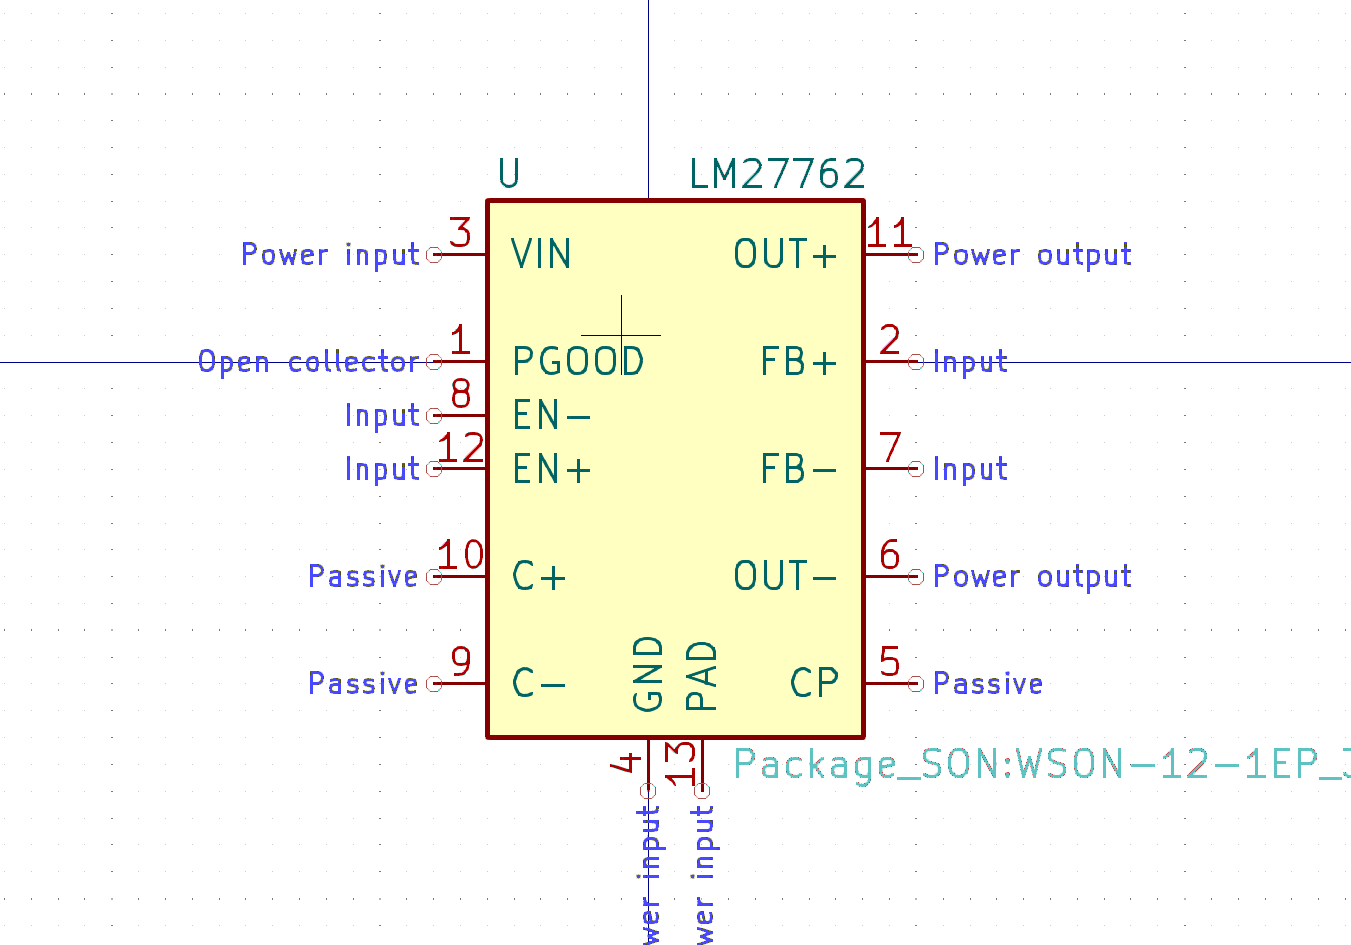 U LM27762
Power input 3 VIN OUT+ 11 Power output
Open collector 1 PGOOD FB+ 2 Input
Input 8 EN-
Input 12 EN+ FB- 7 Input
Passive 10 C+ OUT- 6 Power output
Passive 9 C- GND PAD CP 5 Passive
4 13 Package_SON:WSON-12-1EP_3
wer input wer input